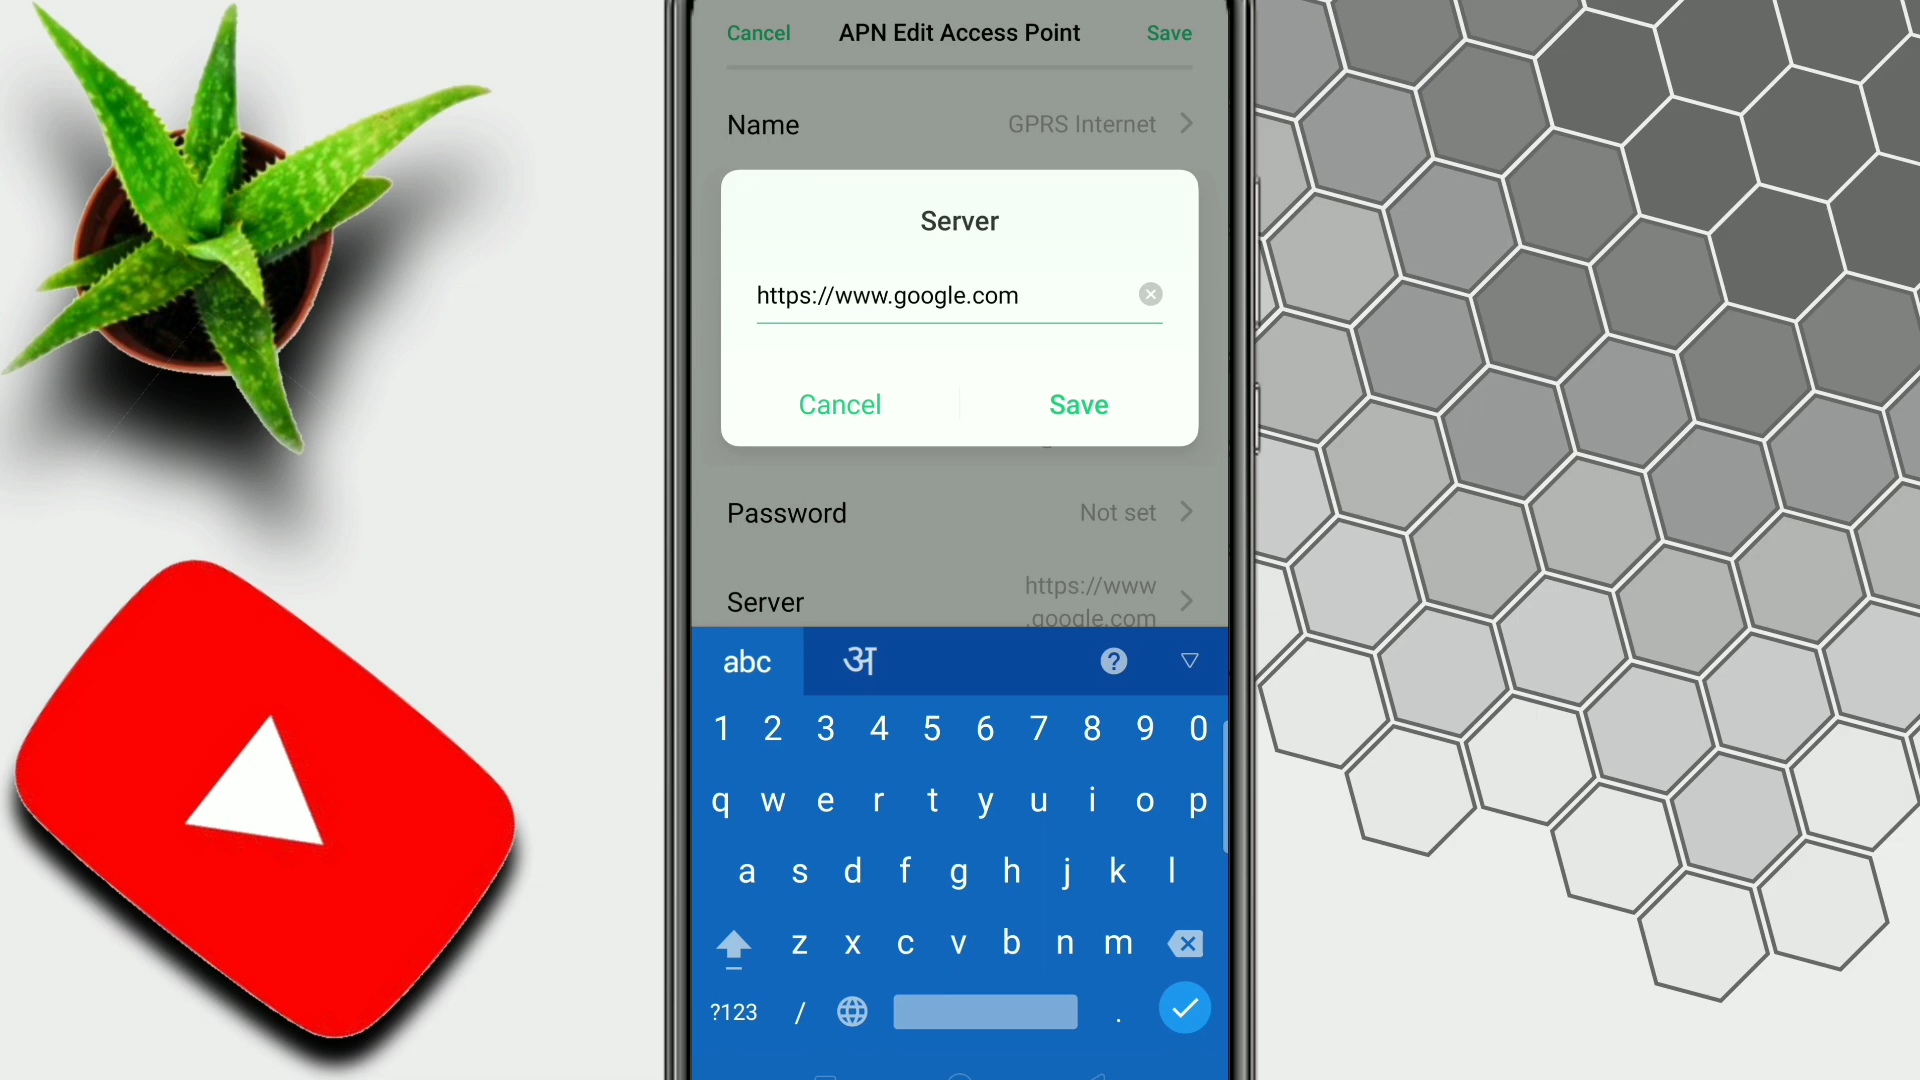 Cancel APN Edit Access Point Save
Name GPRS Internet
Server
https://www.google.com
Cancel Save
Password Not set
Server https://www
.google.com
abc अ ?
1 2 3 4 5 6 7 8 9 0
q w e r t y u i o p
a s d f g h j k l
z x c v b n m
?123 / .